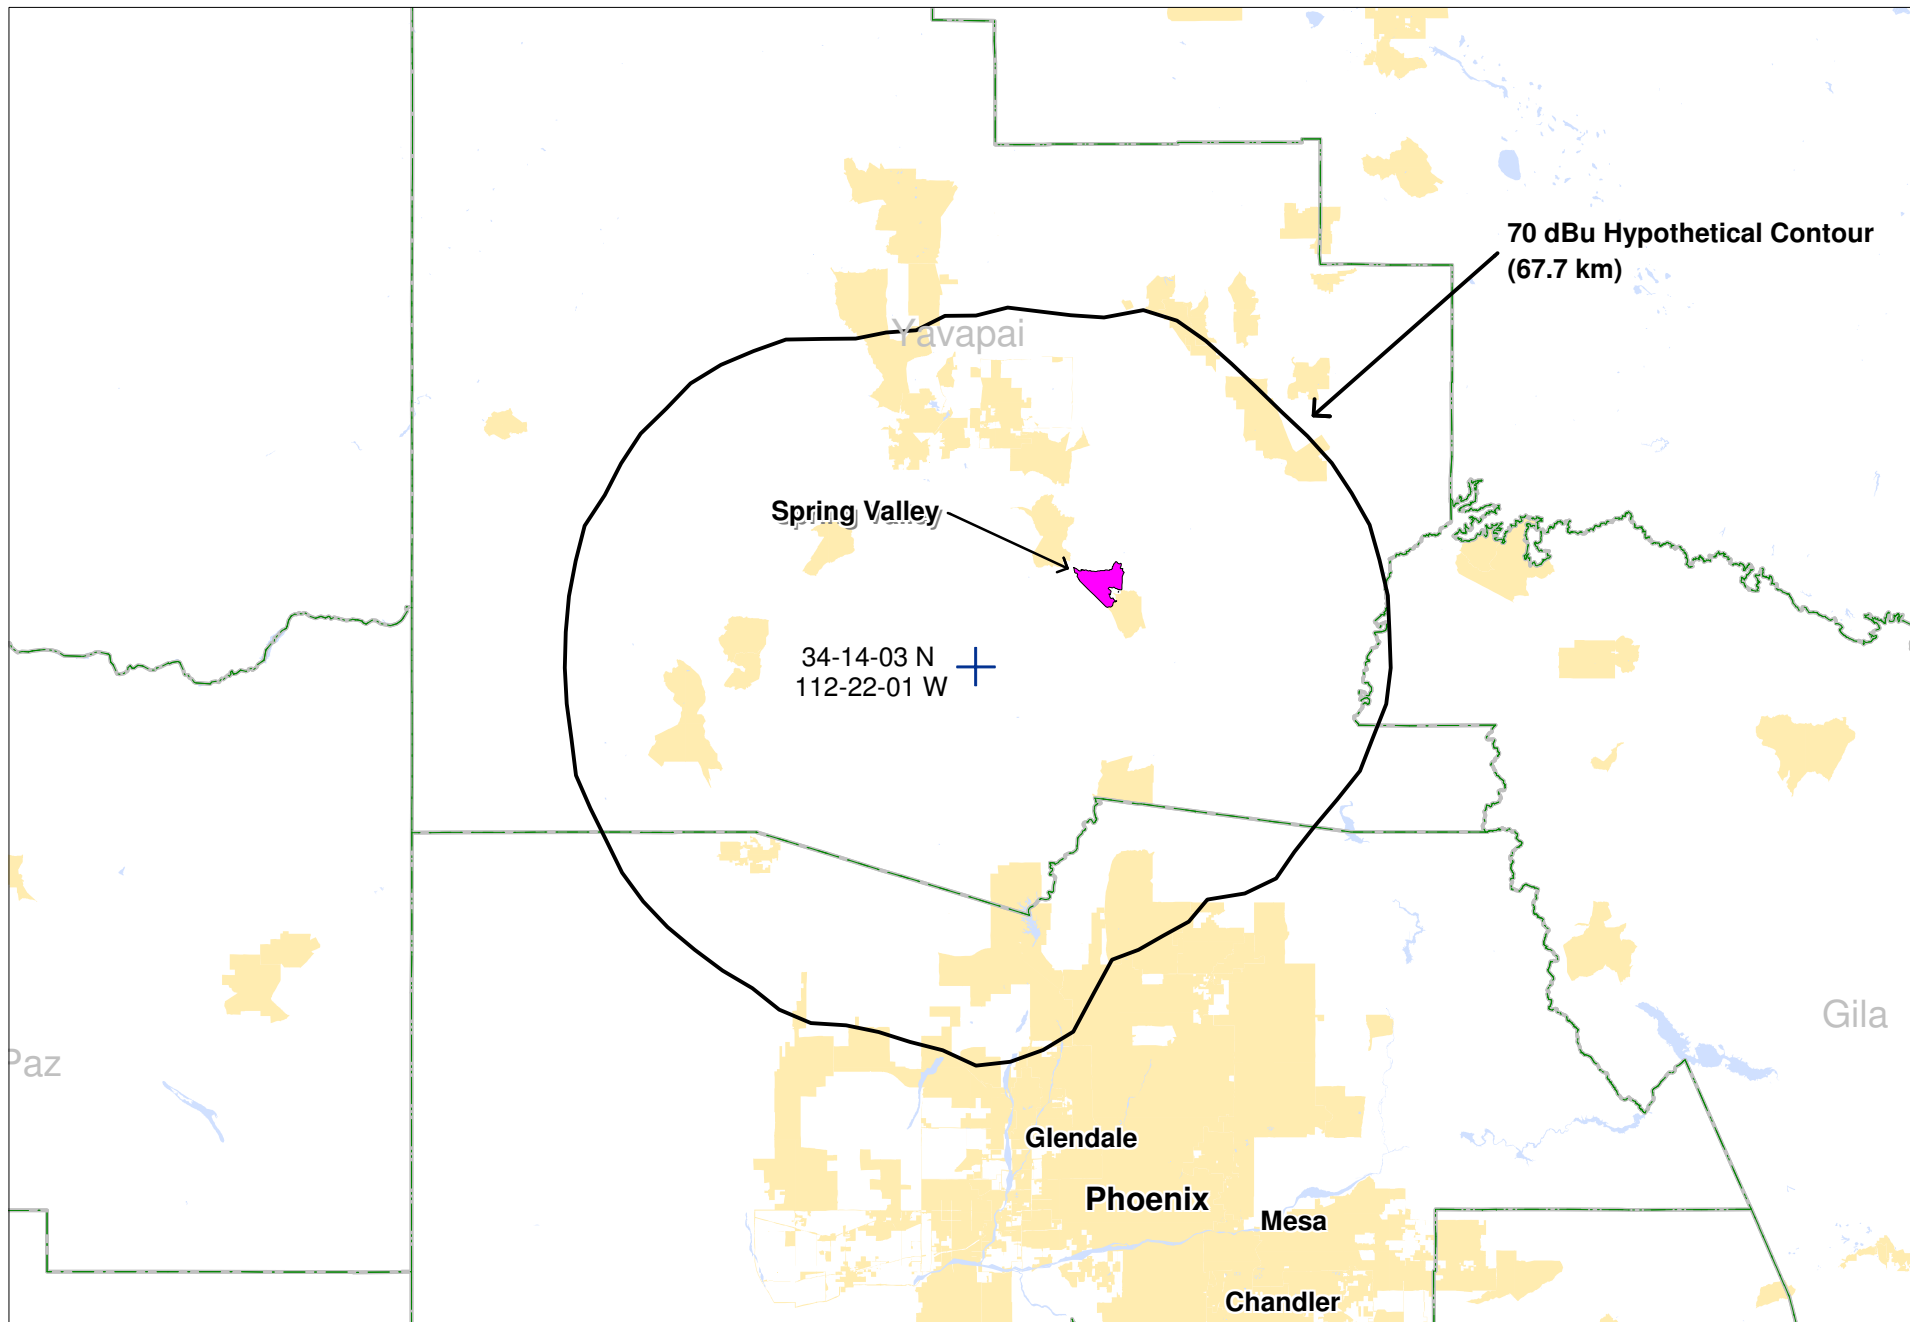 70 dBu Hypothetical Contour
(67.7 km)
Yavapai
Spring Valley
34-14-03 N
112-22-01 W
Gila
Paz
Glendale
Phoenix
Mesa
Chandler